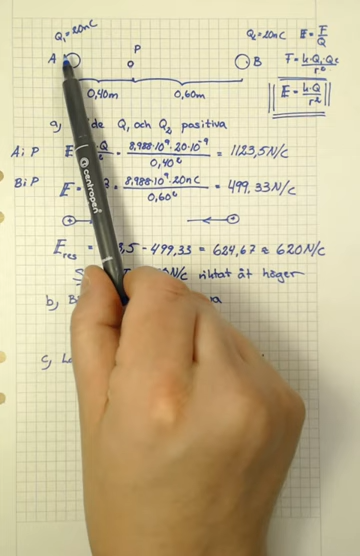 Q₁=20nC Q₂=20nC E=F/Q
A P B F=k·Q₁·Q₂/r²
0,40m 0,60m E=k·Q/r²
a, Q₁ och Q₂ positiva
A i P E ·Q = 8,988·10⁹·20·10⁻⁹/0,40² = 1123,5N/C
B i P E = 8,988·10⁹·20nC/0,60² = 499,33N/C
E_res = 3,5 - 499,33 = 624,67 ≈ 620N/C
N/C riktat åt höger
b,
c,
centropen